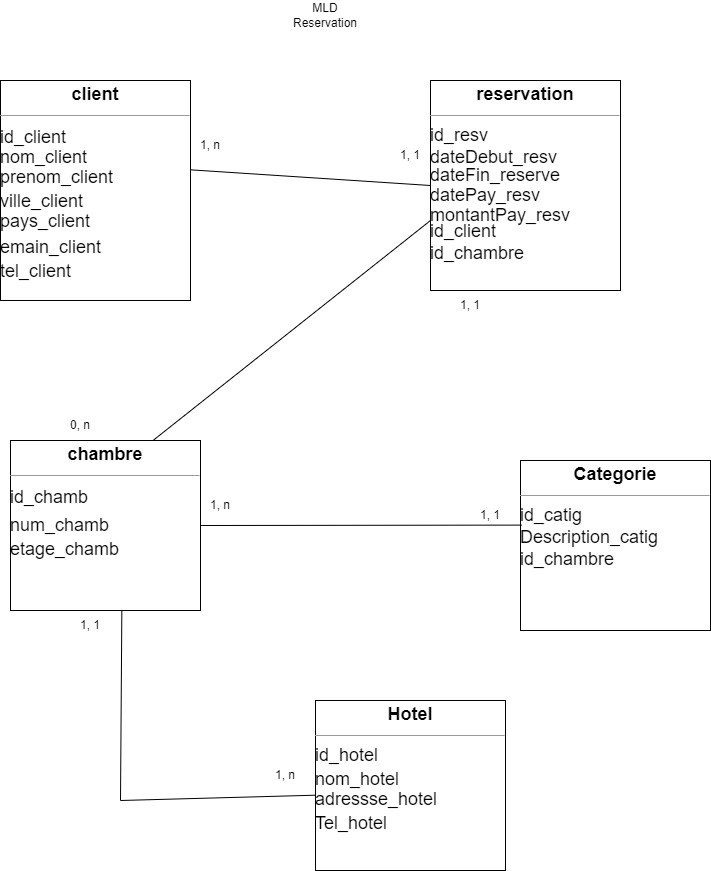 MLD
Reservation
client
id_client
nom_client
prenom_client
ville_client
pays_client
emain_client
tel_client
1, n
1, 1
reservation
id_resv
dateDebut_resv
dateFin_reserve
datePay_resv
montantPay_resv
id_client
id_chambre
1, 1
0, n
chambre
id_chamb
num_chamb
etage_chamb
1, n
1, 1
Categorie
id_catig
Description_catig
id_chambre
1, 1
1, n
Hotel
id_hotel
nom_hotel
adressse_hotel
Tel_hotel